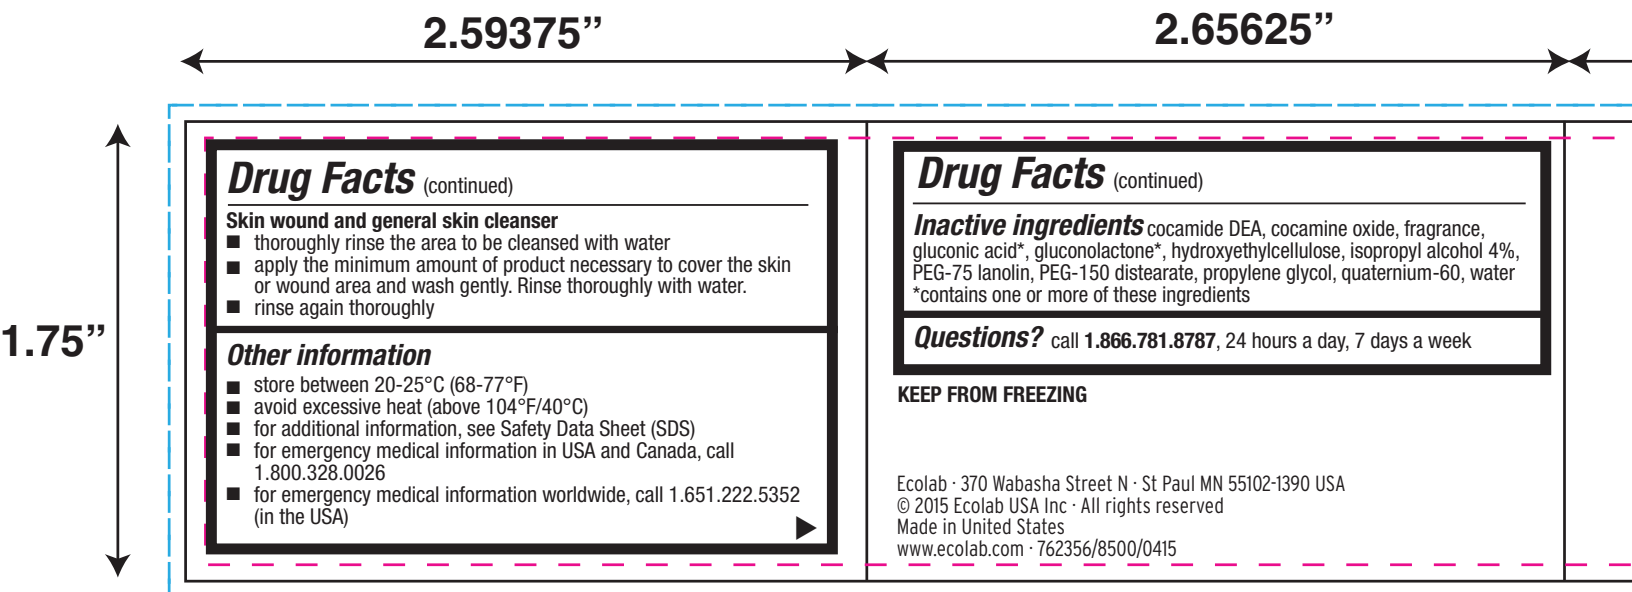 2.59375”
2.65625”
1.75”
Drug Facts (continued)
Skin wound and general skin cleanser
■ thoroughly rinse the area to be cleansed with water
■ apply the minimum amount of product necessary to cover the skin
or wound area and wash gently. Rinse thoroughly with water.
■ rinse again thoroughly
Other information
■ store between 20-25°C (68-77°F)
■ avoid excessive heat (above 104°F/40°C)
■ for additional information, see Safety Data Sheet (SDS)
■ for emergency medical information in USA and Canada, call
1.800.328.0026
■ for emergency medical information worldwide, call 1.651.222.5352
(in the USA)
Drug Facts (continued)
Inactive ingredients cocamide DEA, cocamine oxide, fragrance,
gluconic acid*, gluconolactone*, hydroxyethylcellulose, isopropyl alcohol 4%,
PEG-75 lanolin, PEG-150 distearate, propylene glycol, quaternium-60, water
*contains one or more of these ingredients
Questions? call 1.866.781.8787, 24 hours a day, 7 days a week
KEEP FROM FREEZING
Ecolab · 370 Wabasha Street N · St Paul MN 55102-1390 USA
© 2015 Ecolab USA Inc · All rights reserved
Made in United States
www.ecolab.com · 762356/8500/0415